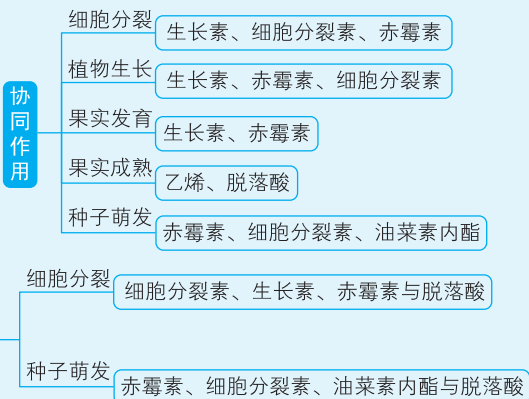 协同作用
细胞分裂
生长素、细胞分裂素、赤霉素
植物生长
生长素、赤霉素、细胞分裂素
果实发育
生长素、赤霉素
果实成熟
乙烯、脱落酸
种子萌发
赤霉素、细胞分裂素、油菜素内酯
细胞分裂
细胞分裂素、生长素、赤霉素与脱落酸
种子萌发
赤霉素、细胞分裂素、油菜素内酯与脱落酸